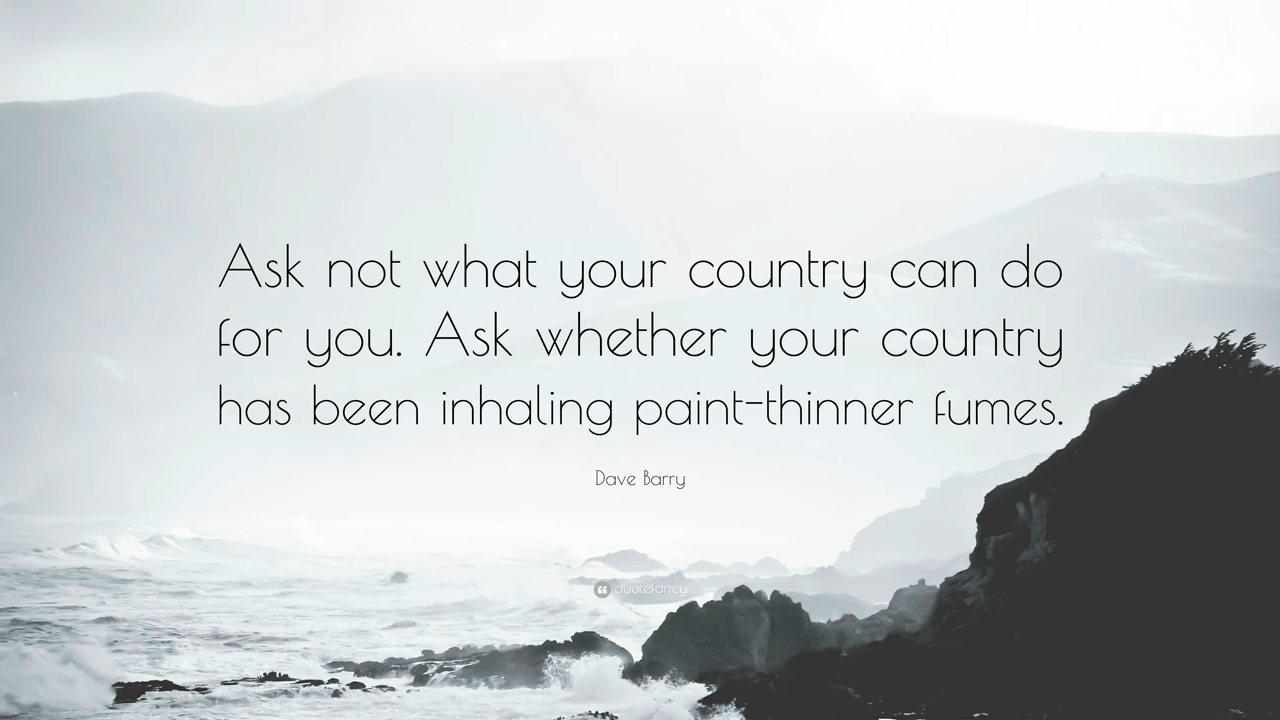 Ask not what your country can do
for you. Ask whether your country
has been inhaling paint-thinner fumes.
Dave Barry
quotefancy